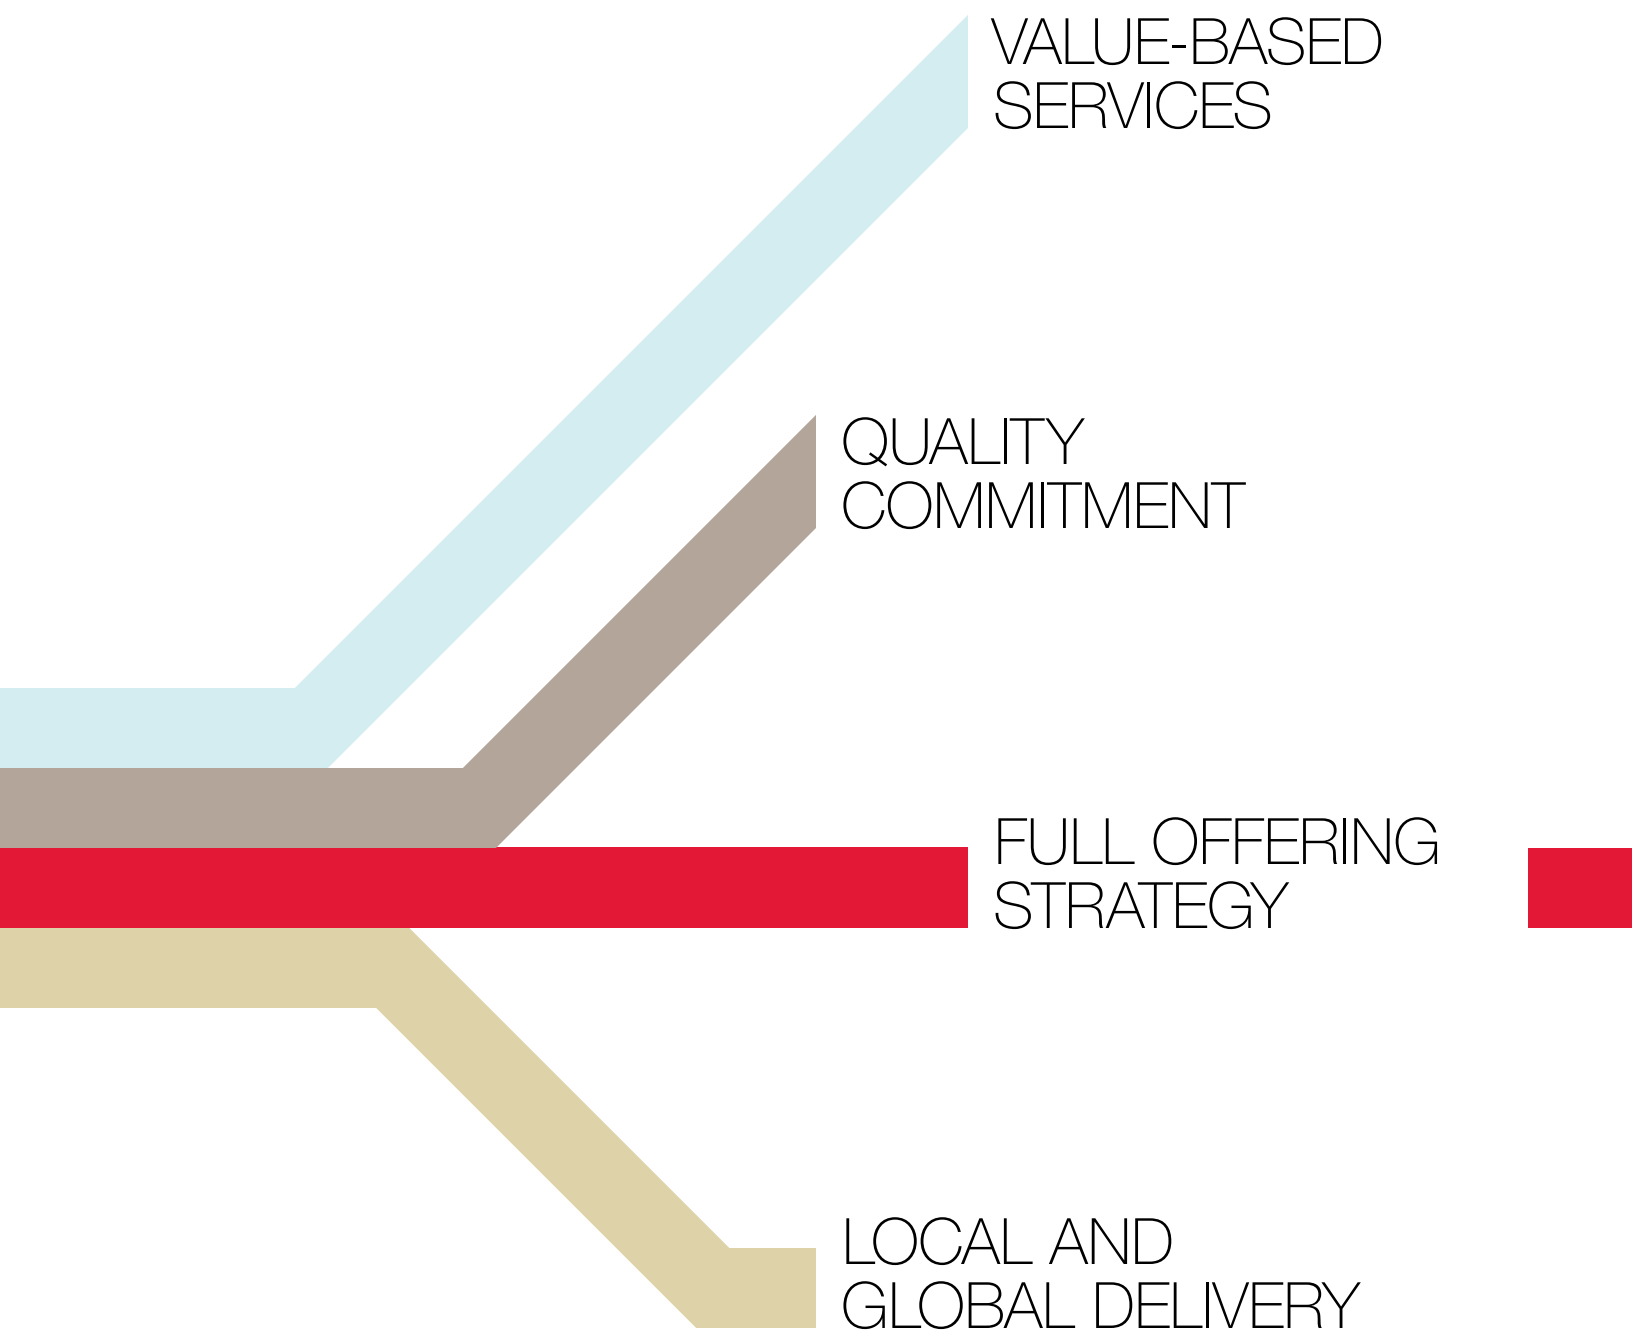 VALUE-BASED
SERVICES
QUALITY
COMMITMENT
FULL OFFERING
STRATEGY
LOCAL AND
GLOBAL DELIVERY